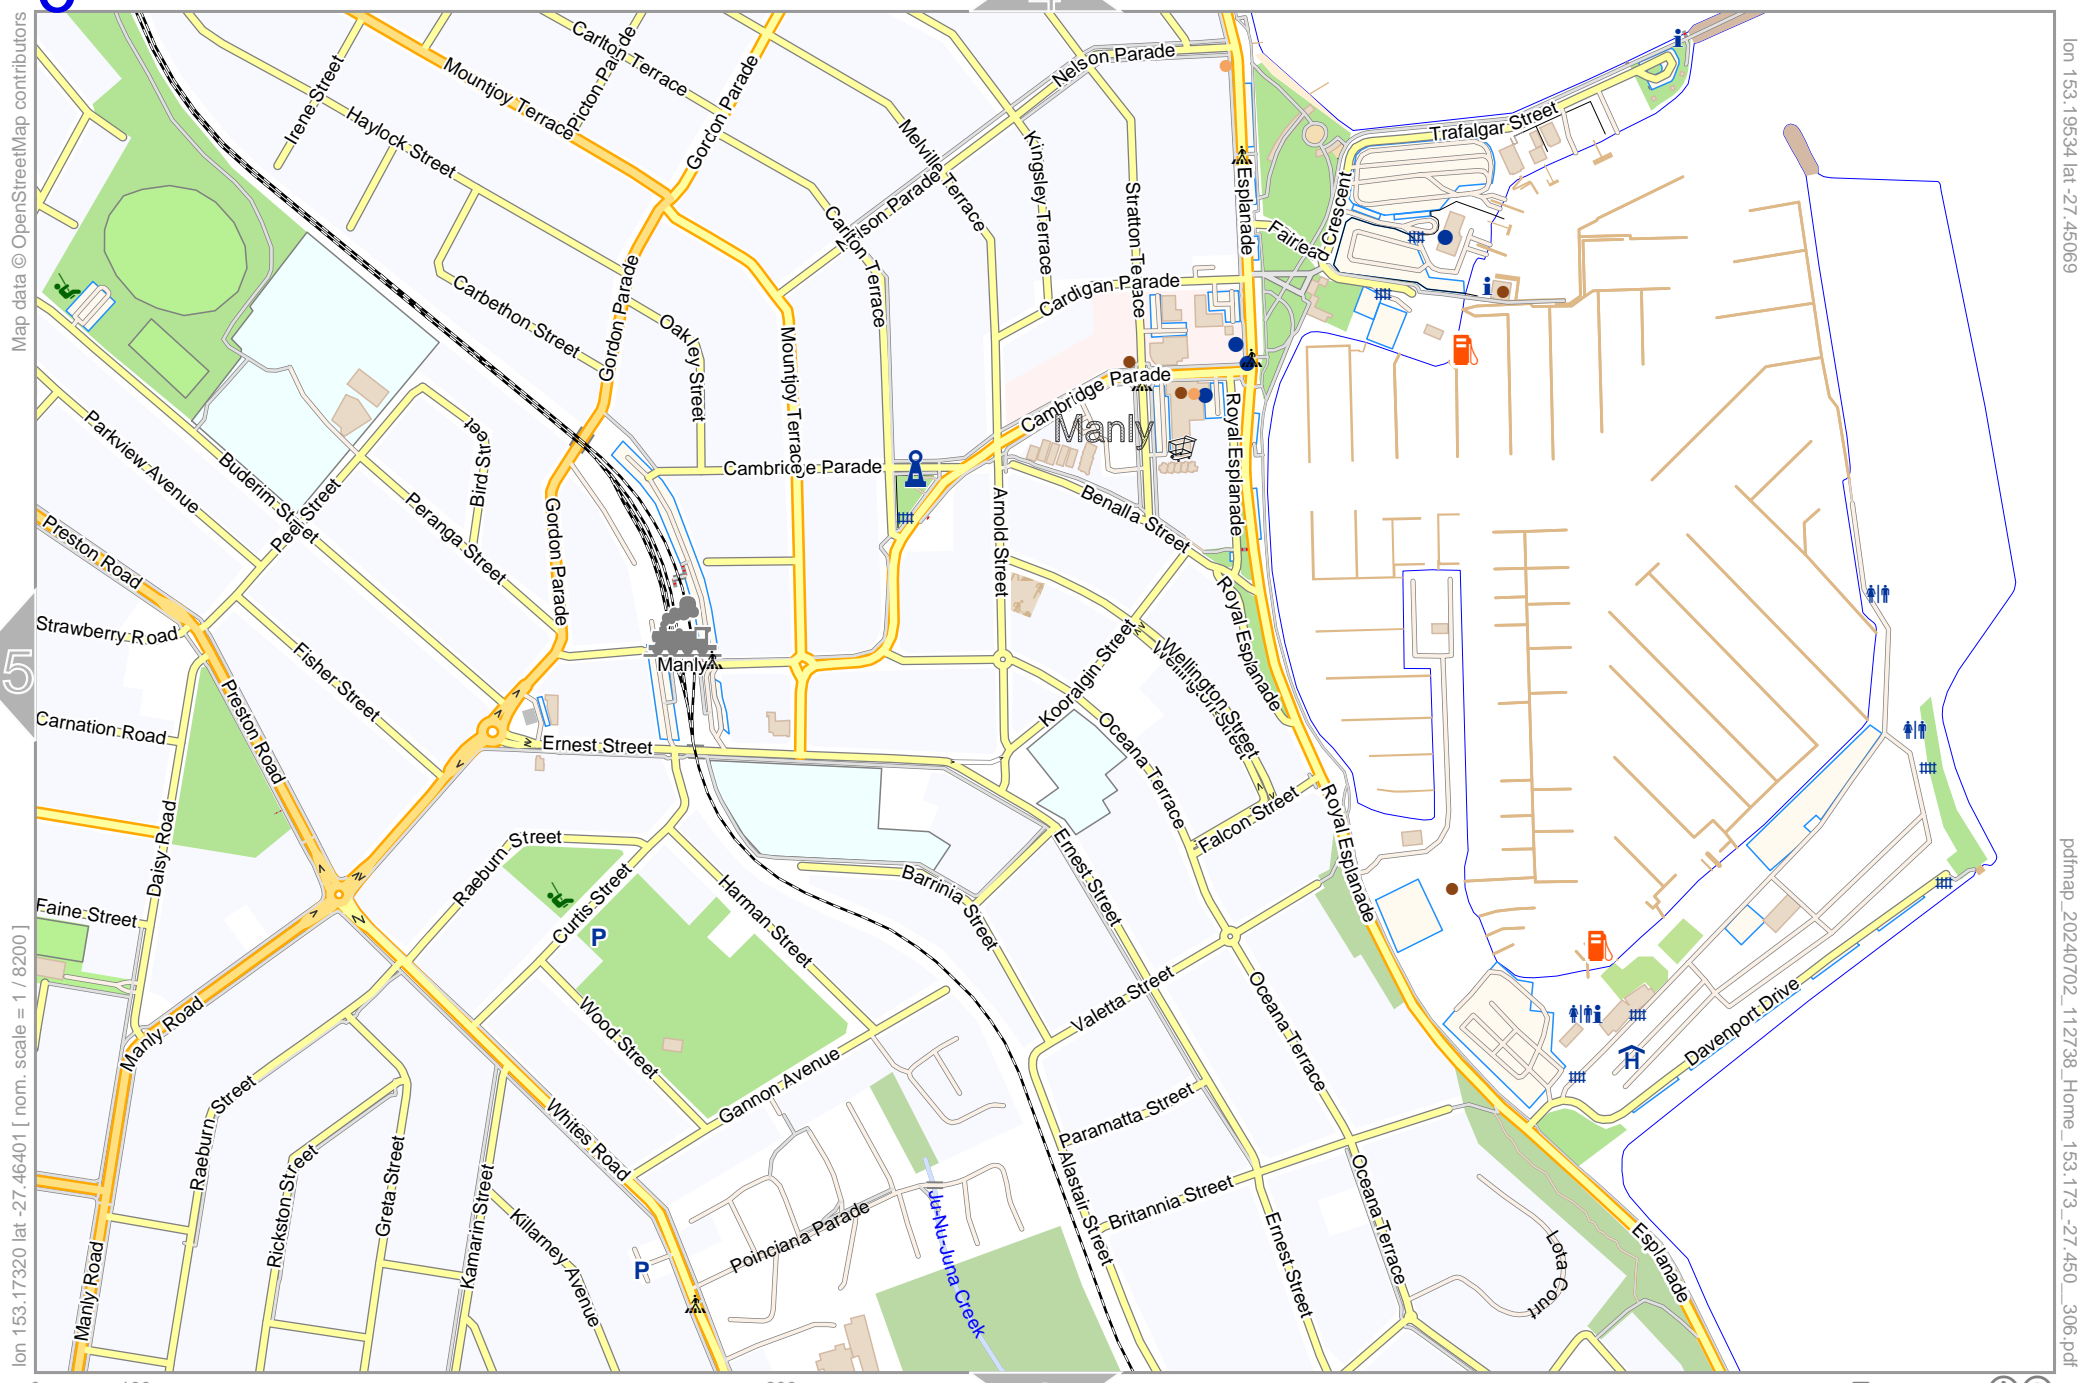 Map data © OpenStreetMap contributors
lon 153.19534 lat -27.45069
lon 153.17320 lat -27.46401 [ nom. scale = 1 / 8200 ]
pdfmap_20240702_112738_Home_153.173_-27.450__306.pdf
5
Carlton Terrace
Picton Parade
Mountjoy Terrace
Gordon Parade
Nelson Parade
Irene Street
Haylock Street
Melville Terrace
Kingsley Terrace
Stratton Terrace
Esplanade
Trafalgar Street
Fairlead Crescent
Nelson Parade
Carlton Terrace
Cardigan Parade
Carbethon Street
Gordon Parade
Oakley Street
Mountjoy Terrace
Cambridge Parade
Manly
Royal Esplanade
Parkview Avenue
Buderim Street
Bird Street
Peel Street
Peranga Street
Cambridge Parade
Benalla Street
Arnold Street
Preston Road
Gordon Parade
Strawberry Road
Manly
Fisher Street
Kooralgin Street
Wellington Street
Wellington Street
Royal Esplanade
Carnation Road
Preston Road
Ernest Street
Oceana Terrace
Daisy Road
Raeburn Street
Falcon Street
Royal Esplanade
Faine Street
Curtis Street
P
Harman Street
Barrinia Street
Ernest Street
Manly Road
Wood Street
Valetta Street
Oceana Terrace
Davenport Drive
H
Gannon Avenue
Raeburn Street
Whites Road
Paramatta Street
Rickston Street
Greta Street
Kamarin Street
Killarney Avenue
Alastair Street
Britannia Street
Oceana Terrace
Poinciana Parade
Ju-Nu-Juna Creek
P
Manly Road
Ernest Street
Lota Court
Esplanade